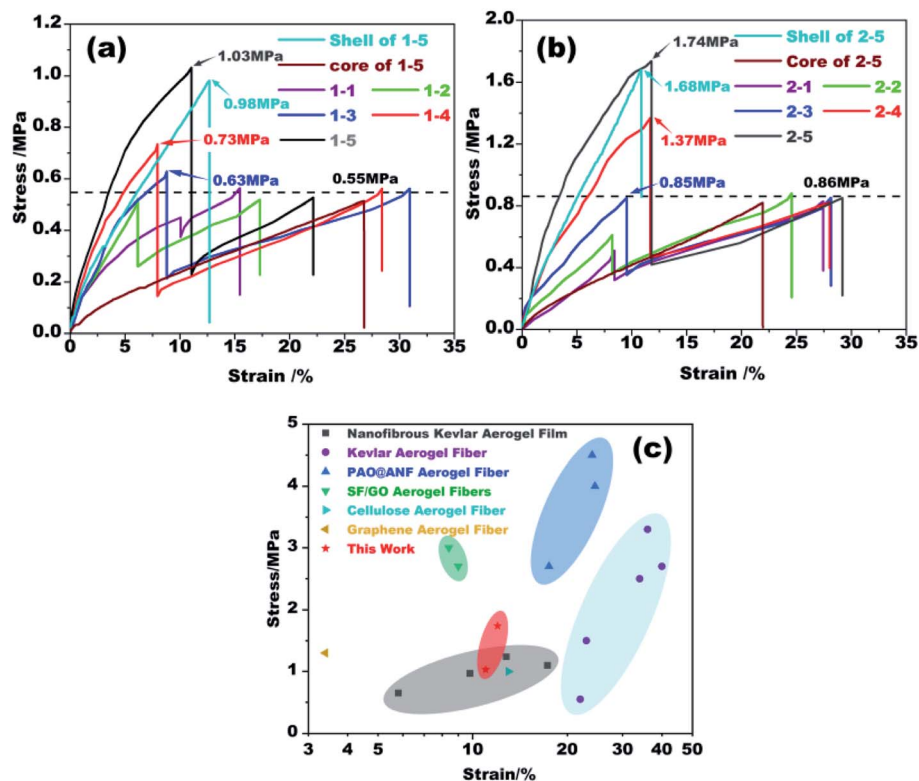 (a)
Shell of 1-5
core of 1-5
1-1 1-2
1-3 1-4
1-5
1.03MPa
0.98MPa
0.73MPa
0.63MPa
0.55MPa
1.2
1.0
0.8
0.6
0.4
0.2
0.0
Stress /MPa
0 5 10 15 20 25 30 35
Strain /%
(b)
Shell of 2-5
Core of 2-5
2-1 2-2
2-3 2-4
2-5
1.74MPa
1.68MPa
1.37MPa
0.85MPa
0.86MPa
2.0
1.6
1.2
0.8
0.4
0.0
Stress /MPa
0 5 10 15 20 25 30 35
Strain /%
(c)
Nanofibrous Kevlar Aerogel Film
Kevlar Aerogel Fiber
PAO@ANF Aerogel Fiber
SF/GO Aerogel Fibers
Cellulose Aerogel Fiber
Graphene Aerogel Fiber
This Work
5
4
3
2
1
0
Stress/MPa
3 4 5 10 20 30 40 50
Strain/%